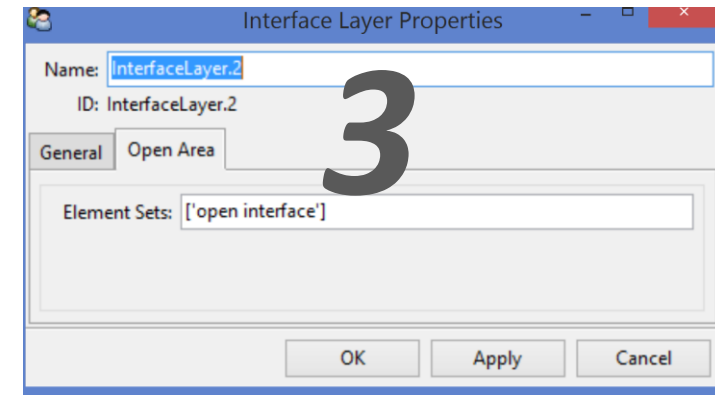 Interface Layer Properties
Name: InterfaceLayer.2
3
ID: InterfaceLayer.2
General Open Area
Element Sets: ['open interface']
OK Apply Cancel